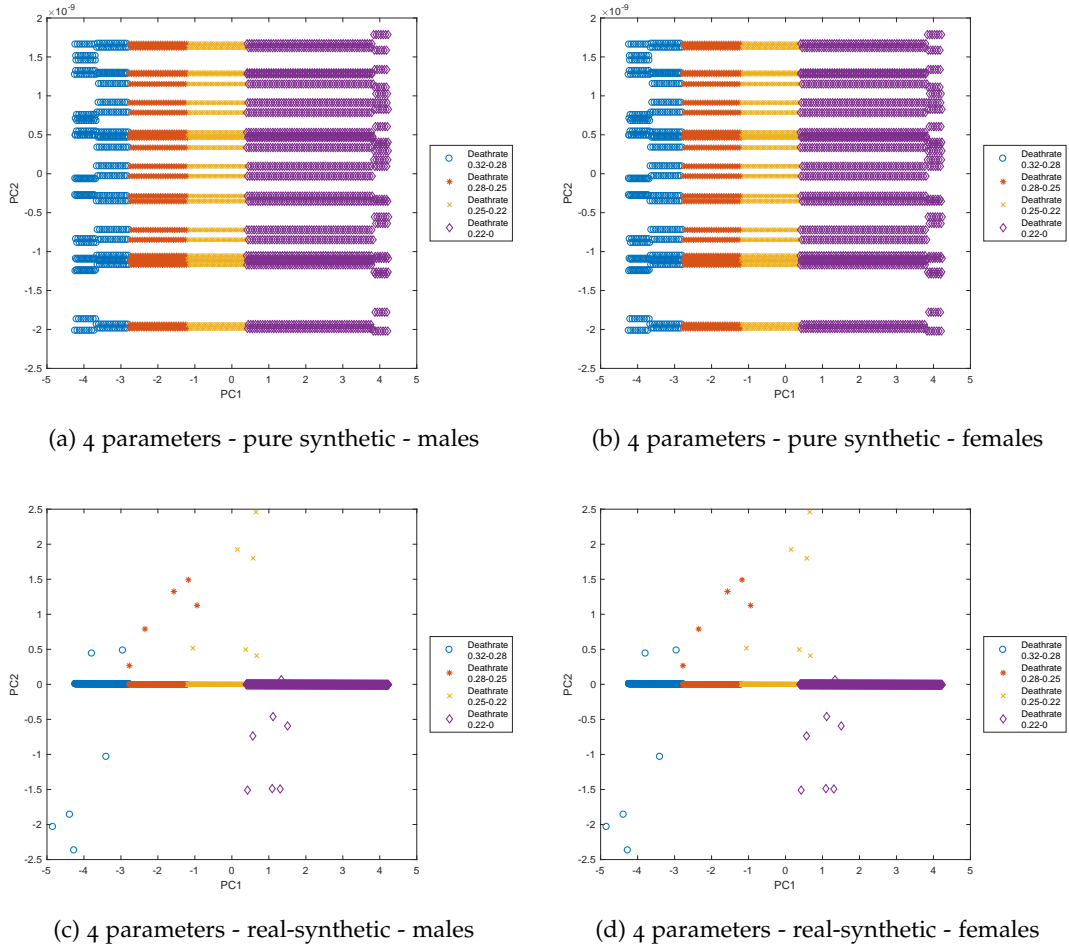 2 ×10⁻⁹
1.5
1
0.5
0
-0.5
-1
-1.5
-2
-2.5
PC2
-5 -4 -3 -2 -1 0 1 2 3 4 5
PC1
Deathrate
0.32-0.28
Deathrate
0.28-0.25
Deathrate
0.25-0.22
Deathrate
0.22-0
(a) 4 parameters - pure synthetic - males
2 ×10⁻⁹
1.5
1
0.5
0
-0.5
-1
-1.5
-2
-2.5
PC2
-5 -4 -3 -2 -1 0 1 2 3 4 5
PC1
Deathrate
0.32-0.28
Deathrate
0.28-0.25
Deathrate
0.25-0.22
Deathrate
0.22-0
(b) 4 parameters - pure synthetic - females
2.5
2
1.5
1
0.5
0
-0.5
-1
-1.5
-2
-2.5
PC2
-5 -4 -3 -2 -1 0 1 2 3 4 5
PC1
Deathrate
0.32-0.28
Deathrate
0.28-0.25
Deathrate
0.25-0.22
Deathrate
0.22-0
(c) 4 parameters - real-synthetic - males
2.5
2
1.5
1
0.5
0
-0.5
-1
-1.5
-2
-2.5
PC2
-5 -4 -3 -2 -1 0 1 2 3 4 5
PC1
Deathrate
0.32-0.28
Deathrate
0.28-0.25
Deathrate
0.25-0.22
Deathrate
0.22-0
(d) 4 parameters - real-synthetic - females